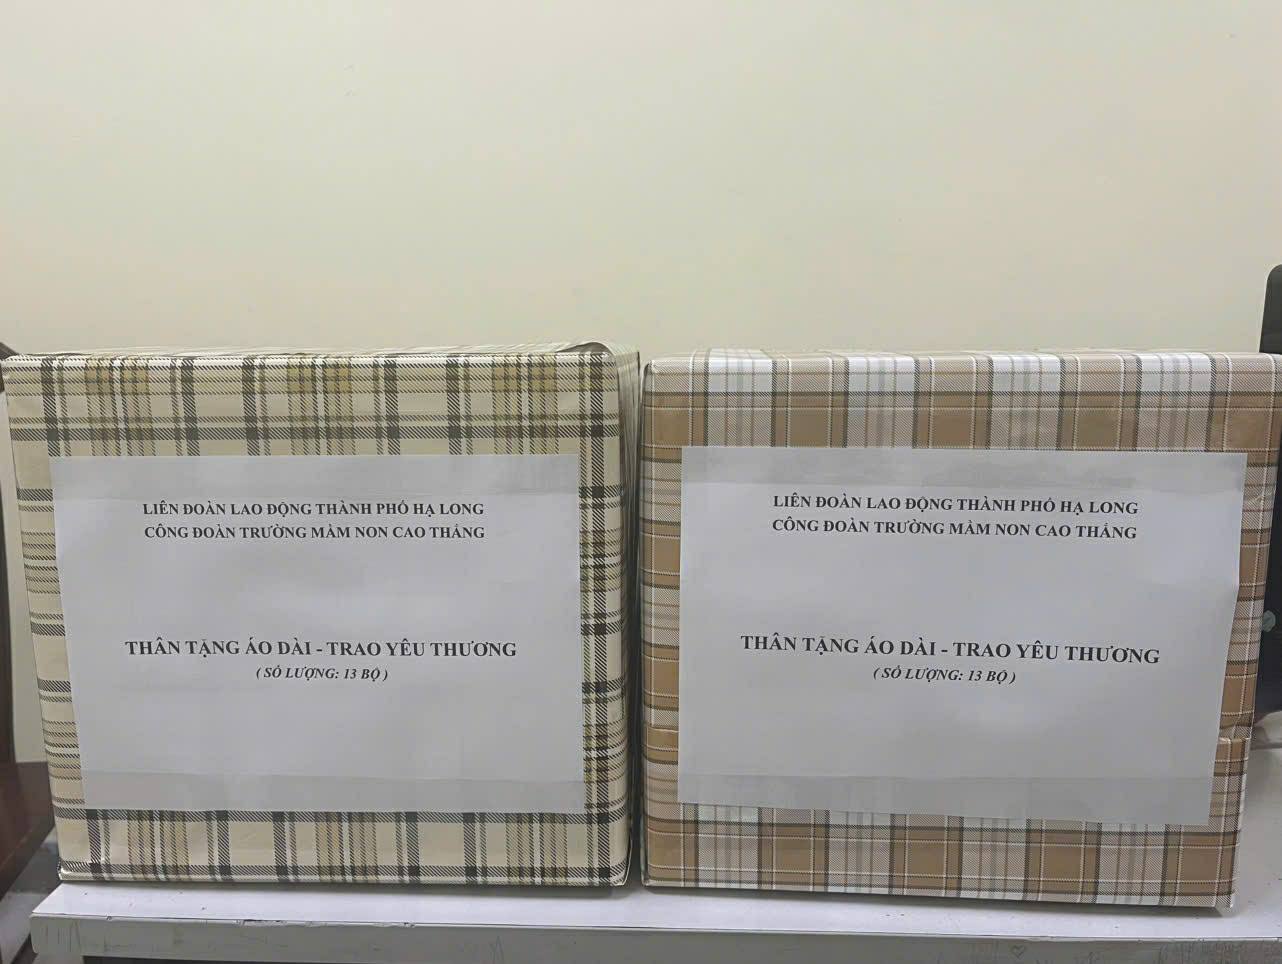 LIÊN ĐOÀN LAO ĐỘNG THÀNH PHỐ HẠ LONG
CÔNG ĐOÀN TRƯỜNG MẦM NON CAO THẮNG
THÂN TẶNG ÁO DÀI - TRAO YÊU THƯƠNG
( SỐ LƯỢNG: 13 BỘ )
LIÊN ĐOÀN LAO ĐỘNG THÀNH PHỐ HẠ LONG
CÔNG ĐOÀN TRƯỜNG MẦM NON CAO THẮNG
THÂN TẶNG ÁO DÀI - TRAO YÊU THƯƠNG
( SỐ LƯỢNG: 13 BỘ )